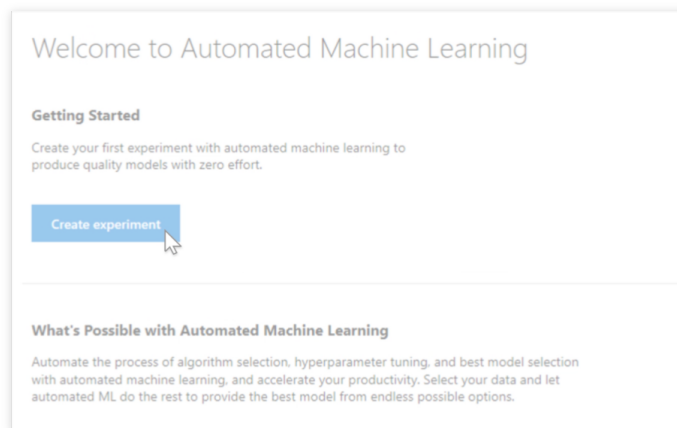 Welcome to Automated Machine Learning
Getting Started
Create your first experiment with automated machine learning to
produce quality models with zero effort.
Create experiment
What's Possible with Automated Machine Learning
Automate the process of algorithm selection, hyperparameter tuning, and best model selection
with automated machine learning, and accelerate your productivity. Select your data and let
automated ML do the rest to provide the best model from endless possible options.